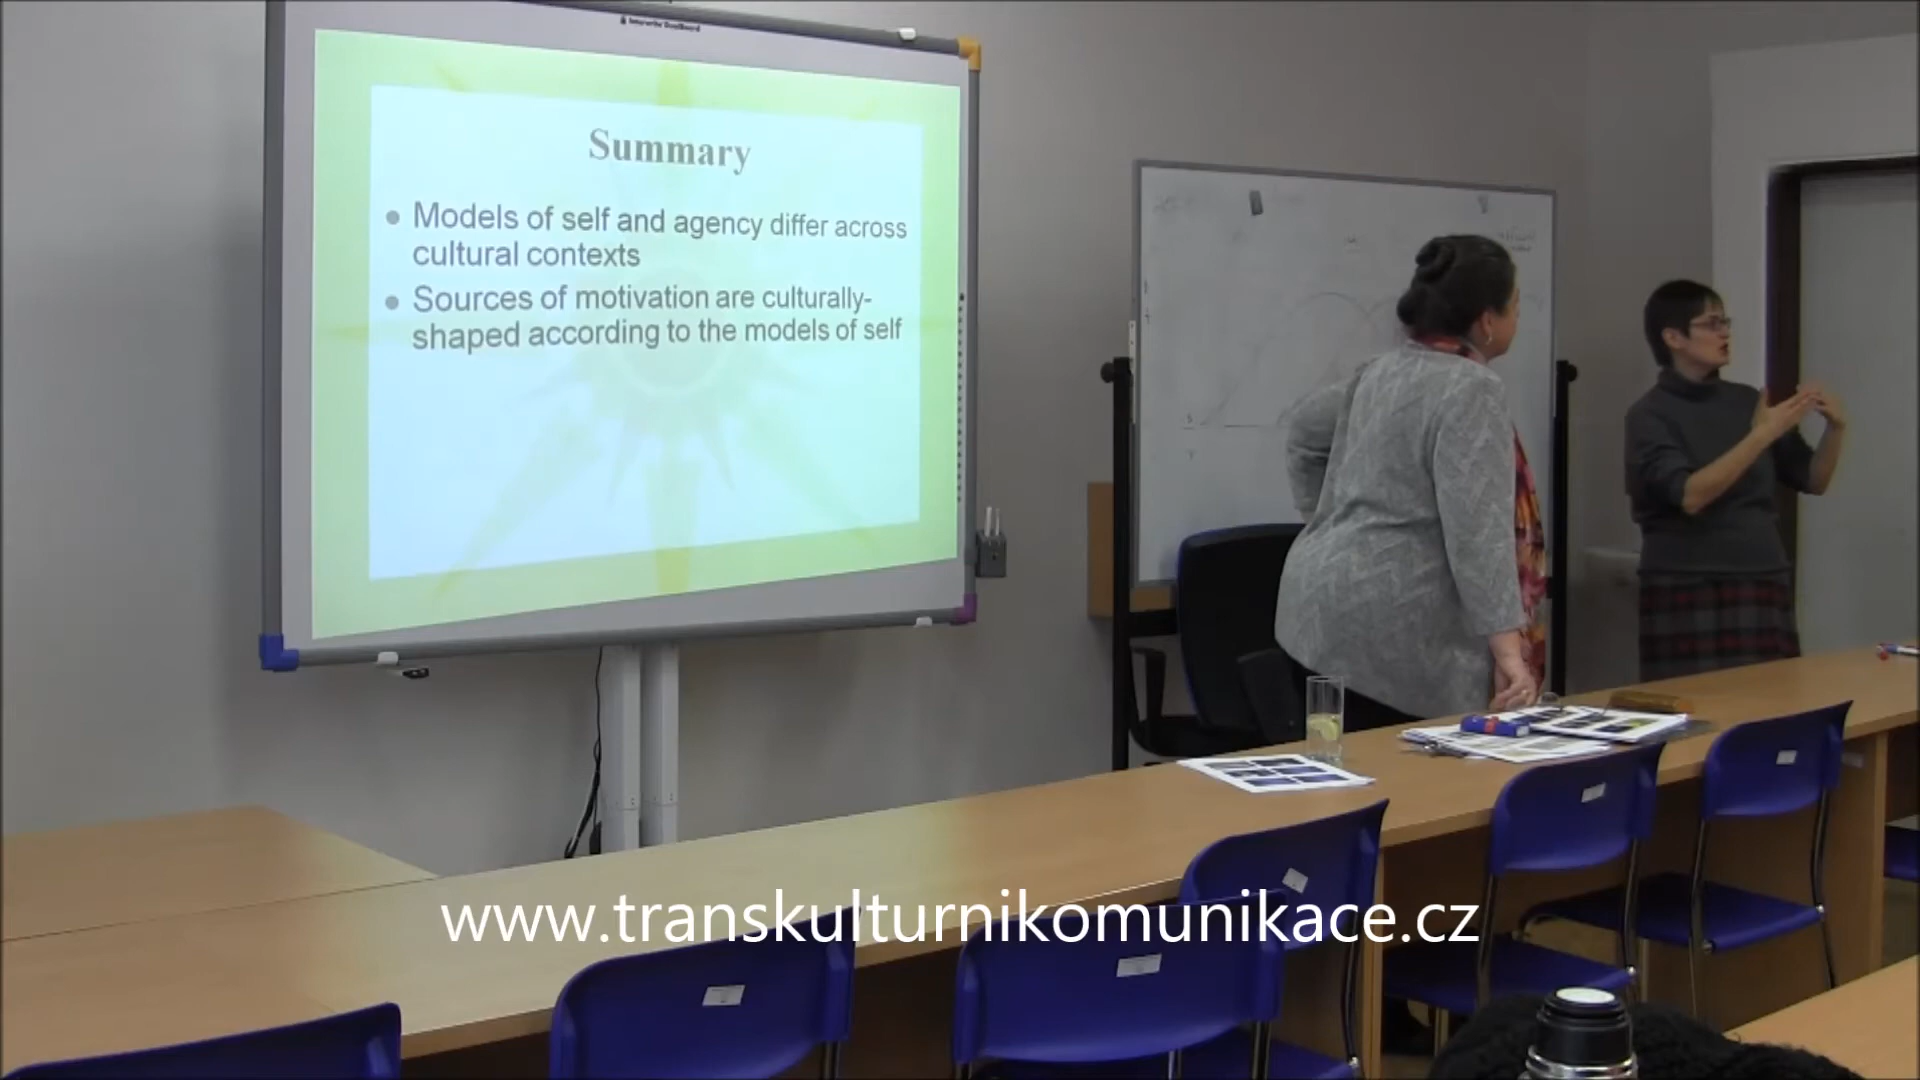 Summary
Models of self and agency differ across
cultural contexts
Sources of motivation are culturally-
shaped according to the models of self
www.transkulturnikomunikace.cz